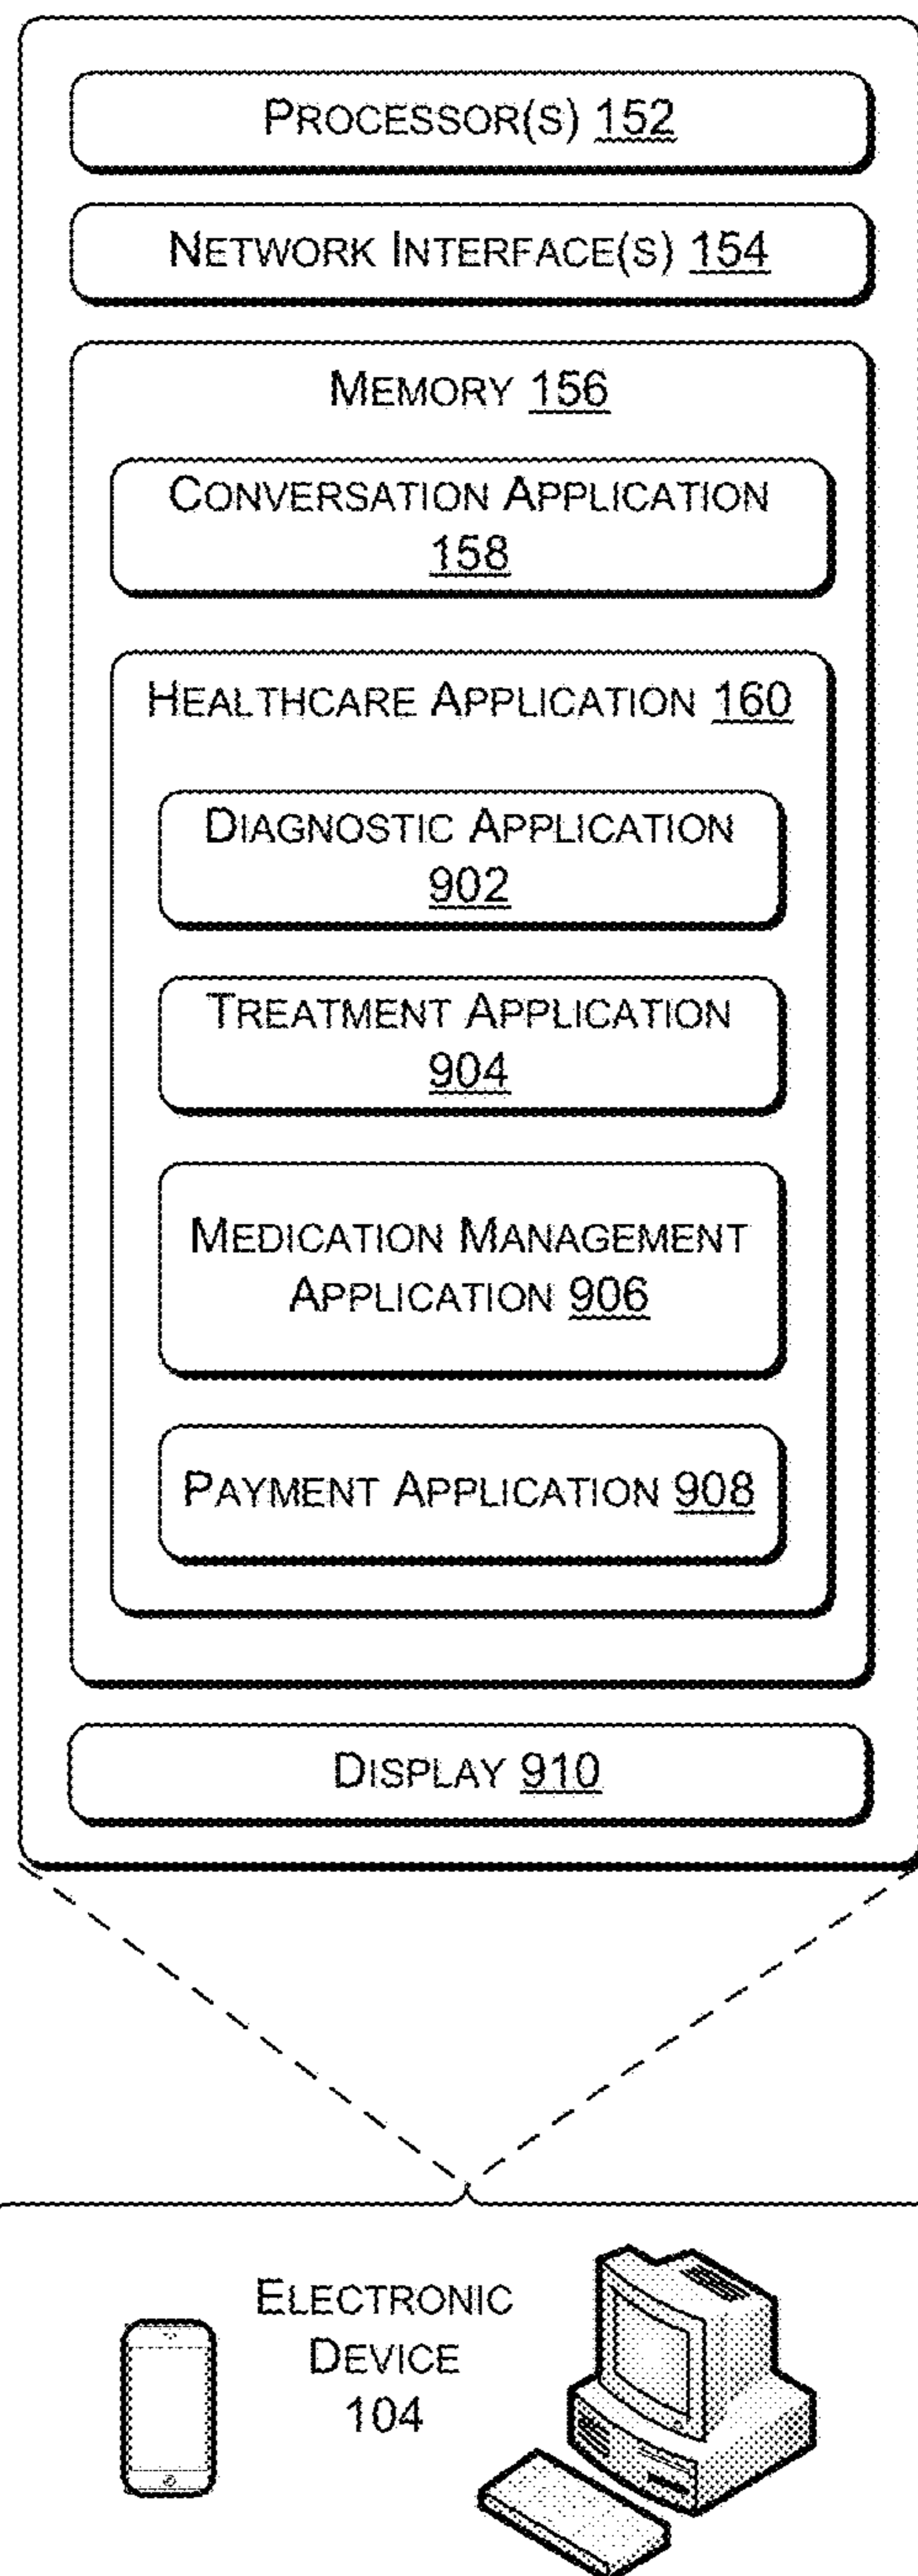 PROCESSOR(S) 152
NETWORK INTERFACE(S) 154
MEMORY 156
CONVERSATION APPLICATION
158
HEALTHCARE APPLICATION 160
DIAGNOSTIC APPLICATION
902
TREATMENT APPLICATION
904
MEDICATION MANAGEMENT
APPLICATION 906
PAYMENT APPLICATION 908
DISPLAY 910
ELECTRONIC
DEVICE
104